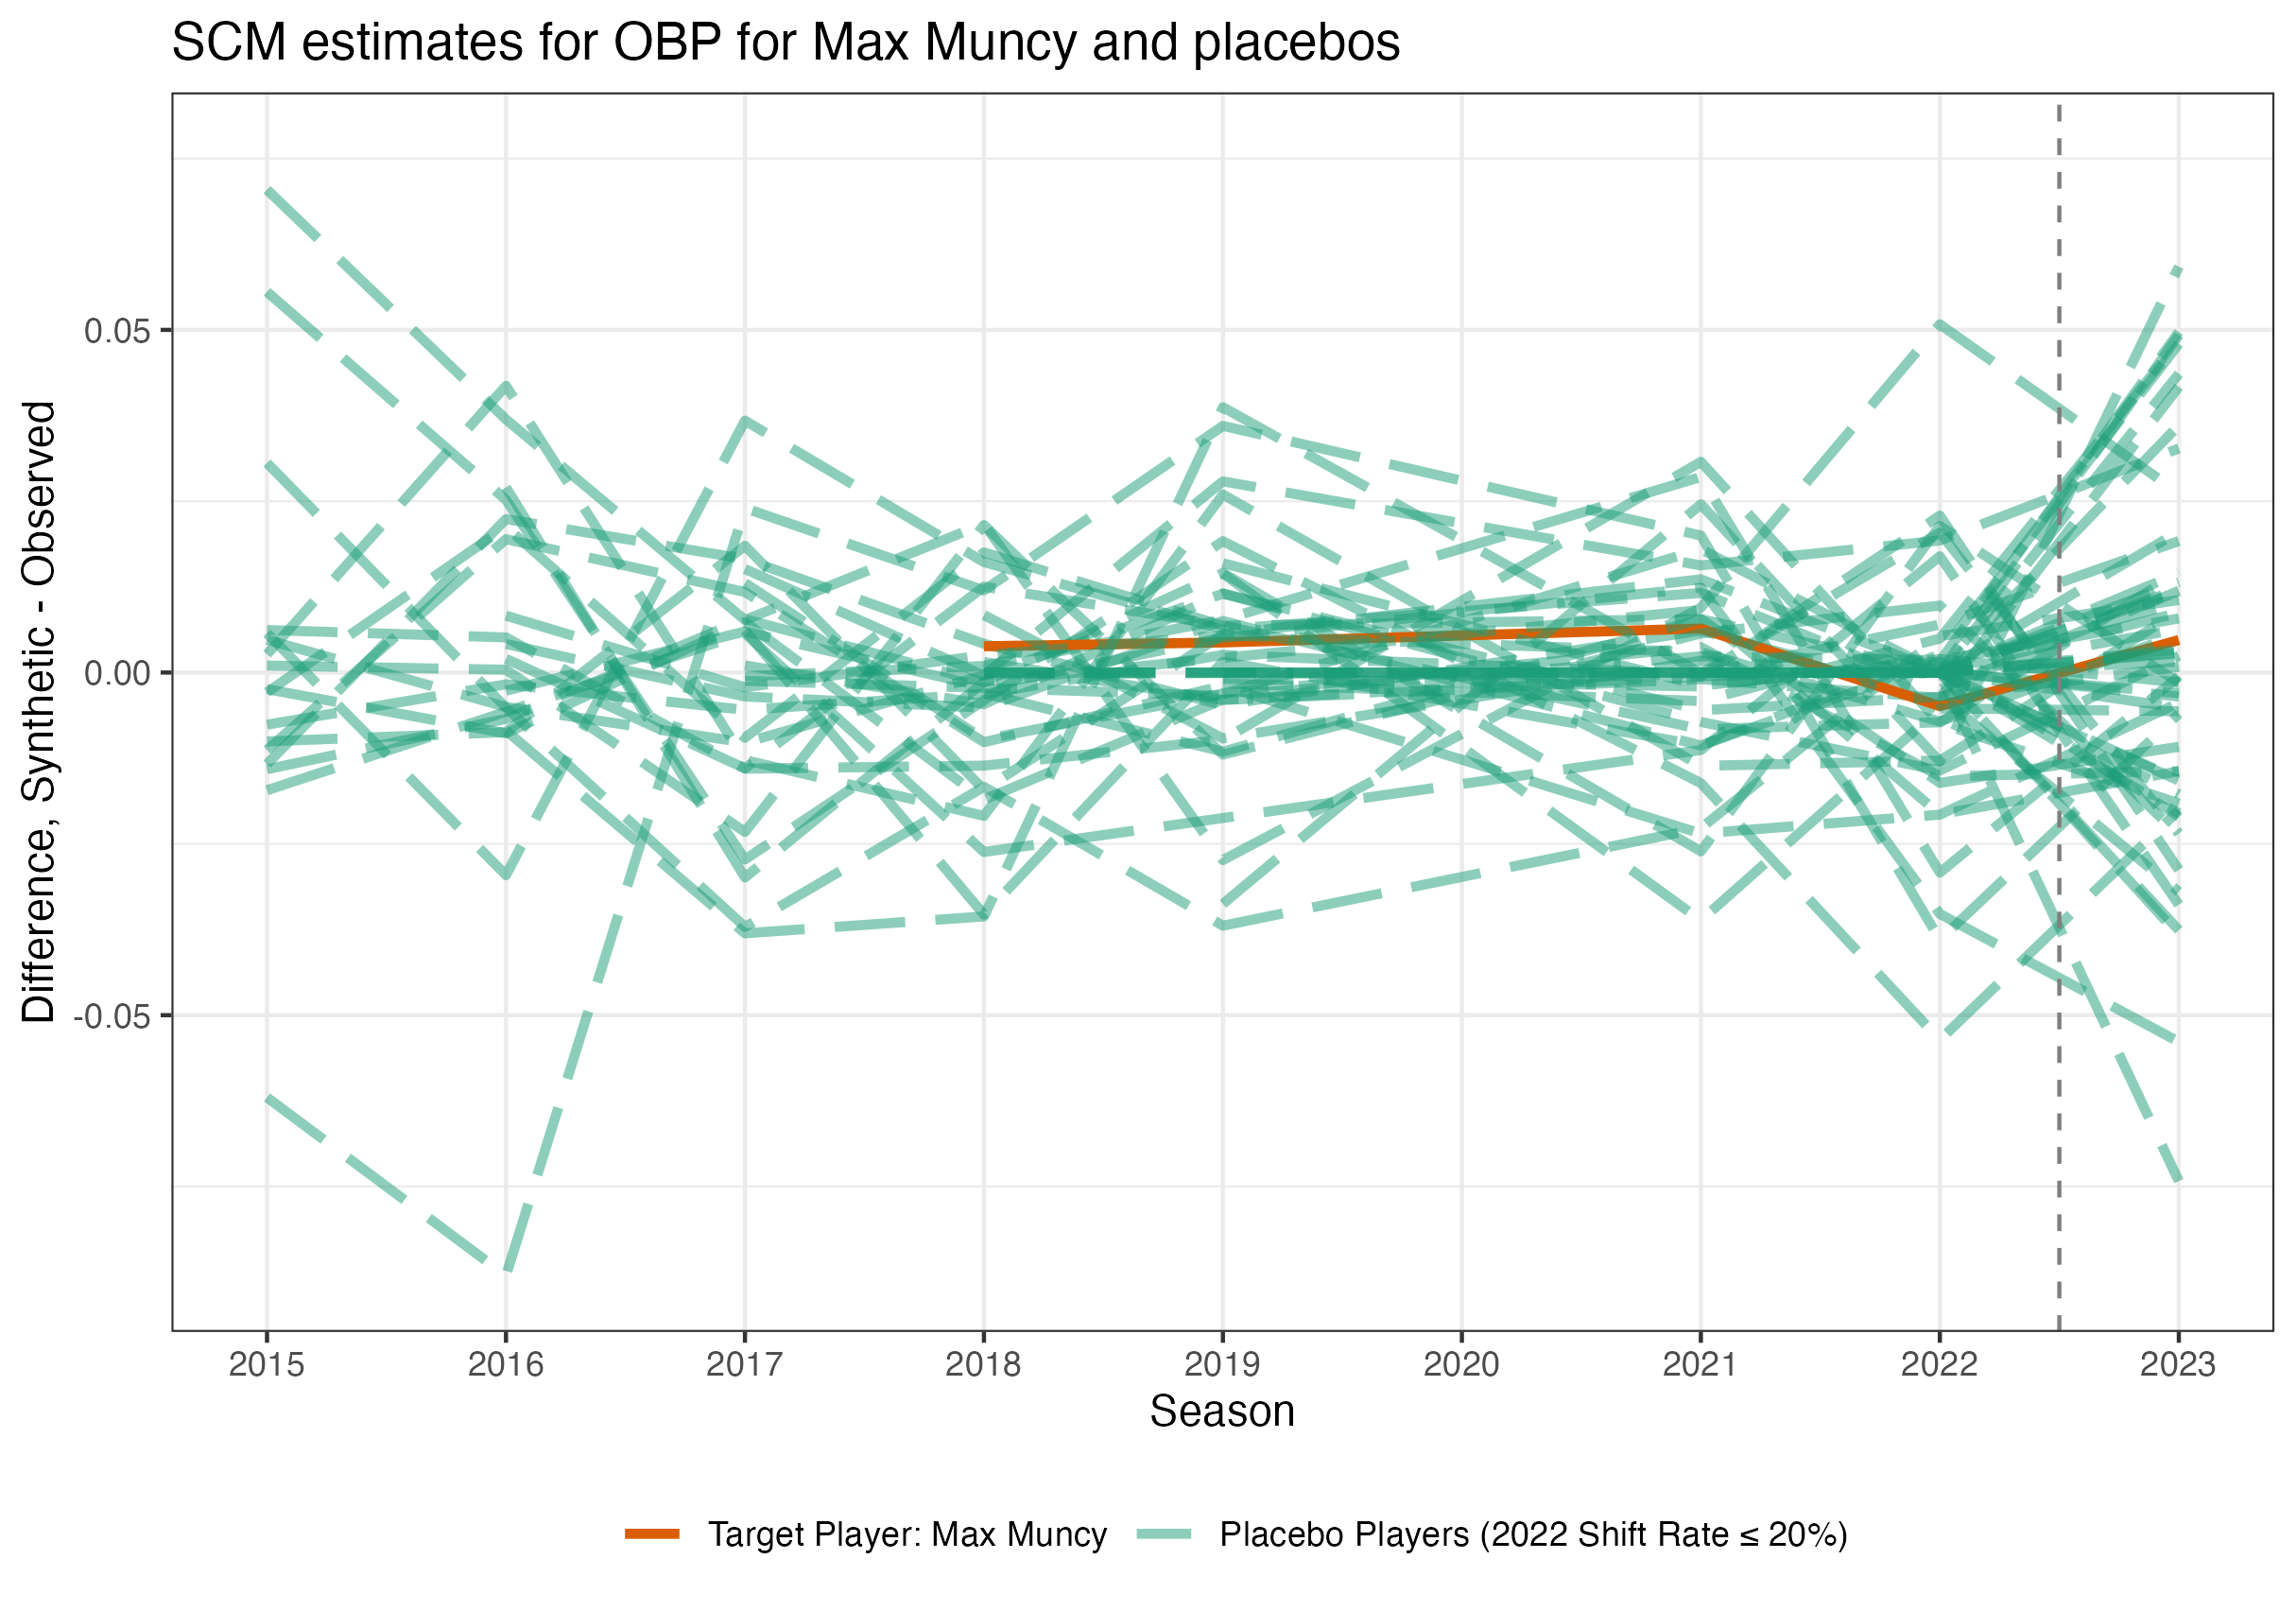 SCM estimates for OBP for Max Muncy and placebos
Difference, Synthetic - Observed
0.05
0.00
-0.05
2015 2016 2017 2018 2019 2020 2021 2022 2023
Season
Target Player: Max Muncy Placebo Players (2022 Shift Rate ≤ 20%)